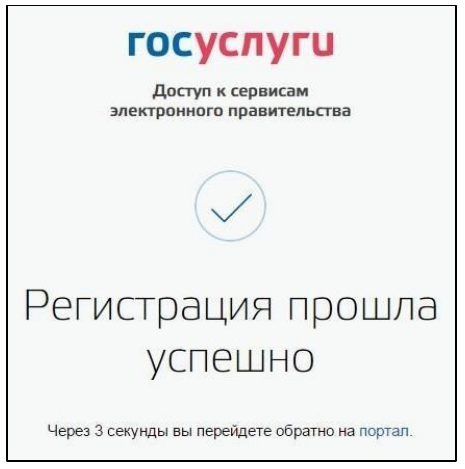 госуслуги
Доступ к сервисам
электронного правительства
Регистрация прошла
успешно
Через 3 секунды вы перейдете обратно на портал.